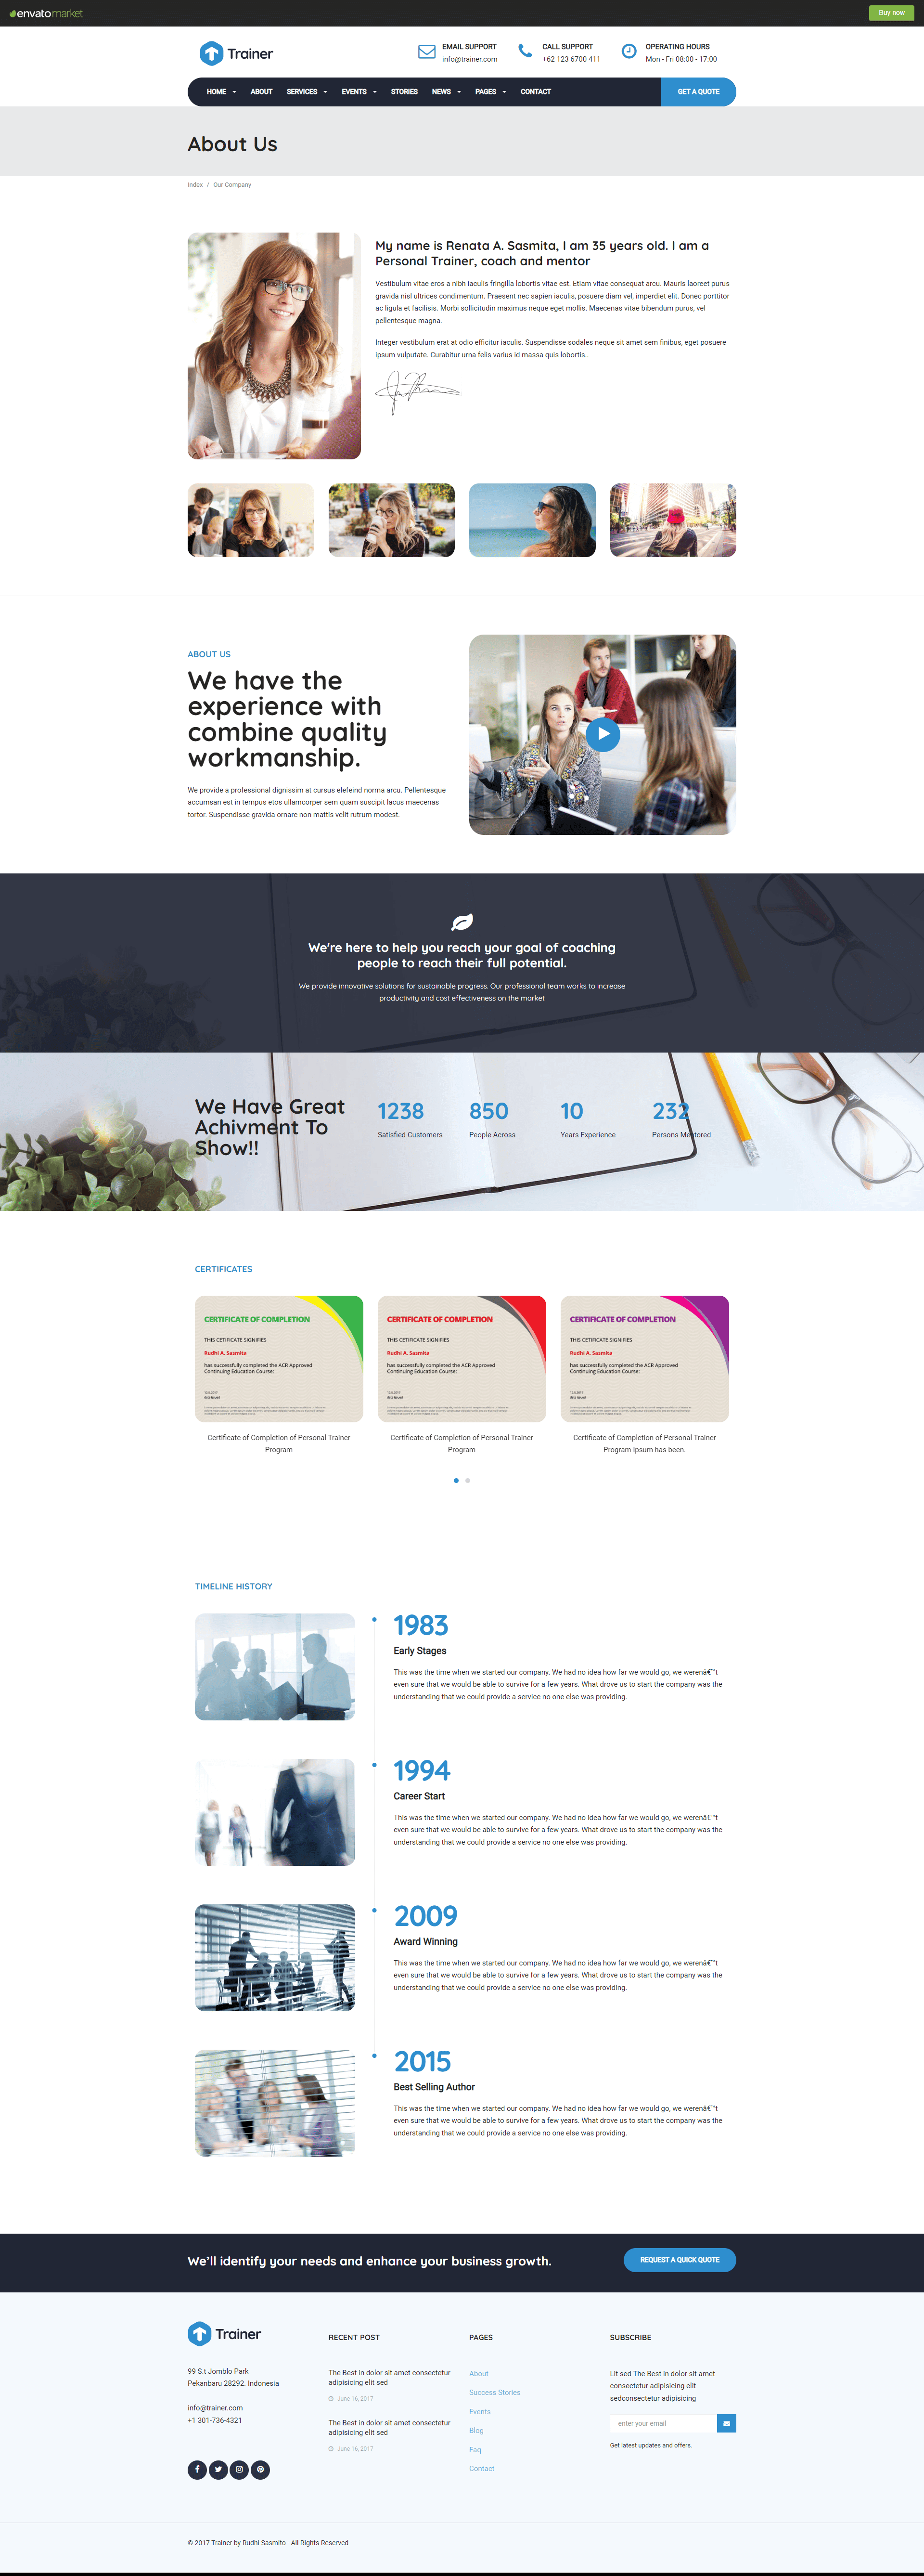 envatomarket
Buy now
Trainer
EMAIL SUPPORT
info@trainer.com
CALL SUPPORT
+62 123 6700 411
OPERATING HOURS
Mon - Fri 08:00 - 17:00
HOME
ABOUT
SERVICES
EVENTS
STORIES
NEWS
PAGES
CONTACT
GET A QUOTE
About Us
Index / Our Company
My name is Renata A. Sasmita, I am 35 years old. I am a
Personal Trainer, coach and mentor
Vestibulum vitae eros a nibh iaculis fringilla lobortis vitae est. Etiam vitae consequat arcu. Mauris laoreet purus
gravida nisl ultrices condimentum. Praesent nec sapien iaculis, posuere diam vel, imperdiet elit. Donec porttitor
ac ligula et facilisis. Morbi sollicitudin maximus neque eget mollis. Maecenas vitae bibendum purus, vel
pellentesque magna.
Integer vestibulum erat at odio efficitur iaculis. Suspendisse sodales neque sit amet sem finibus, eget posuere
ipsum vulputate. Curabitur urna felis varius id massa quis lobortis..
ABOUT US
We have the
experience with
combine quality
workmanship.
We provide a professional dignissim at cursus elefeind norma arcu. Pellentesque
accumsan est in tempus etos ullamcorper sem quam suscipit lacus maecenas
tortor. Suspendisse gravida ornare non mattis velit rutrum modest.
We're here to help you reach your goal of coaching
people to reach their full potential.
We provide innovative solutions for sustainable progress. Our professional team works to increase
productivity and cost effectiveness on the market
We Have Great
Achivment To
Show!!
1238
Satisfied Customers
850
People Across
10
Years Experience
232
Persons Mentored
CERTIFICATES
CERTIFICATE OF COMPLETION
THIS CETIFICATE SIGNIFIES
Rudhi A. Sasmita
has successfully completed the ACR Approved
Continuing Education Course:
Certificate of Completion of Personal Trainer
Program
CERTIFICATE OF COMPLETION
THIS CETIFICATE SIGNIFIES
Rudhi A. Sasmita
has successfully completed the ACR Approved
Continuing Education Course:
Certificate of Completion of Personal Trainer
Program
CERTIFICATE OF COMPLETION
THIS CETIFICATE SIGNIFIES
Rudhi A. Sasmita
has successfully completed the ACR Approved
Continuing Education Course:
Certificate of Completion of Personal Trainer
Program Ipsum has been.
TIMELINE HISTORY
1983
Early Stages
This was the time when we started our company. We had no idea how far we would go, we werenâ€™t
even sure that we would be able to survive for a few years. What drove us to start the company was the
understanding that we could provide a service no one else was providing.
1994
Career Start
This was the time when we started our company. We had no idea how far we would go, we werenâ€™t
even sure that we would be able to survive for a few years. What drove us to start the company was the
understanding that we could provide a service no one else was providing.
2009
Award Winning
This was the time when we started our company. We had no idea how far we would go, we werenâ€™t
even sure that we would be able to survive for a few years. What drove us to start the company was the
understanding that we could provide a service no one else was providing.
2015
Best Selling Author
This was the time when we started our company. We had no idea how far we would go, we werenâ€™t
even sure that we would be able to survive for a few years. What drove us to start the company was the
understanding that we could provide a service no one else was providing.
We'll identify your needs and enhance your business growth.
REQUEST A QUICK QUOTE
Trainer
99 S.t Jomblo Park
Pekanbaru 28292. Indonesia
info@trainer.com
+1 301-736-4321
RECENT POST
The Best in dolor sit amet consectetur
adipisicing elit sed
June 16, 2017
The Best in dolor sit amet consectetur
adipisicing elit sed
June 16, 2017
PAGES
About
Success Stories
Events
Blog
Faq
Contact
SUBSCRIBE
Lit sed The Best in dolor sit amet
consectetur adipisicing elit
sedconsectetur adipisicing
enter your email
Get latest updates and offers.
© 2017 Trainer by Rudhi Sasmito - All Rights Reserved